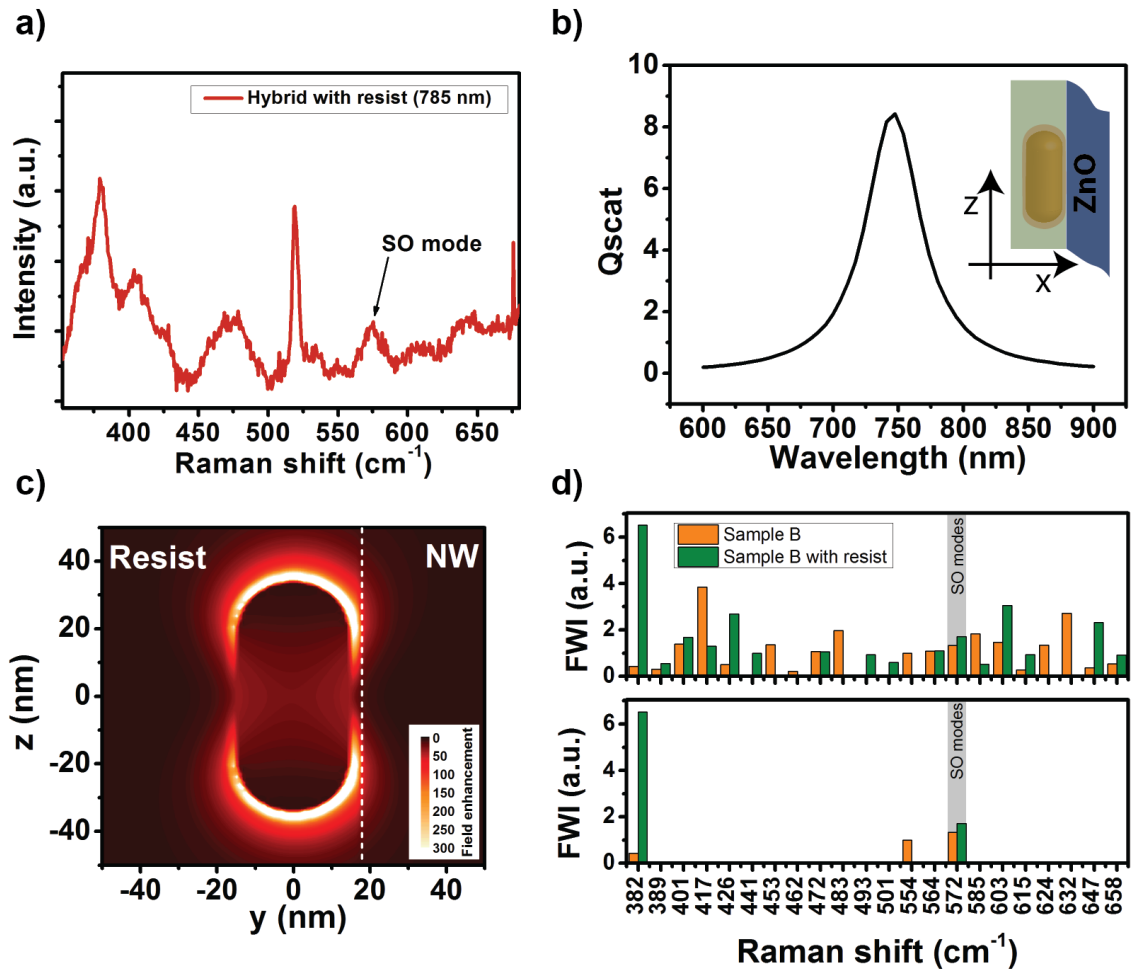 a)
Hybrid with resist (785 nm)
SO mode
Intensity (a.u.)
400 450 500 550 600 650
Raman shift (cm⁻¹)
b)
10
8
6
4
2
0
Qscat
Z
X
ZnO
600 650 700 750 800 850 900
Wavelength (nm)
c)
Resist
NW
40
20
0
-20
-40
z (nm)
0
50
100
150
200
250
300
Field enhancement
-40 -20 0 20 40
y (nm)
d)
Sample B
Sample B with resist
SO modes
6
4
2
0
FWI (a.u.)
SO modes
6
4
2
0
FWI (a.u.)
382 389 401 417 426 441 453 462 472 483 493 501 554 564 572 585 603 615 624 632 647 658
Raman shift (cm⁻¹)